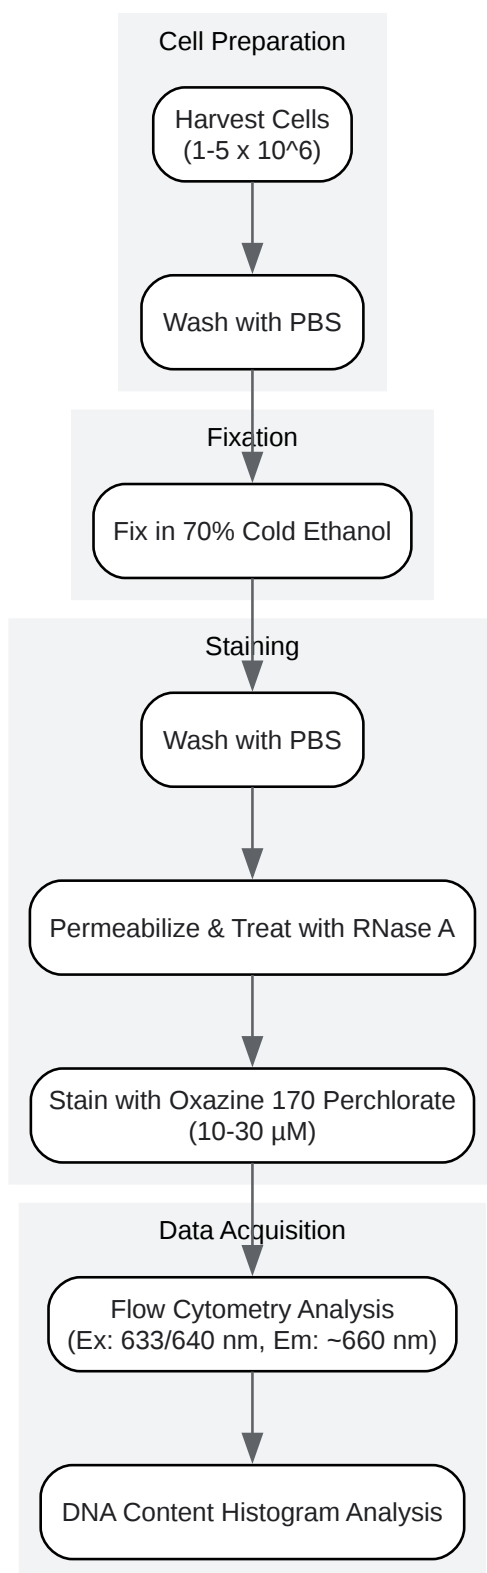 Cell Preparation
Harvest Cells
(1-5 x 10^6)
Wash with PBS
Fixation
Fix in 70% Cold Ethanol
Staining
Wash with PBS
Permeabilize & Treat with RNase A
Stain with Oxazine 170 Perchlorate
(10-30 µM)
Data Acquisition
Flow Cytometry Analysis
(Ex: 633/640 nm, Em: ~660 nm)
DNA Content Histogram Analysis